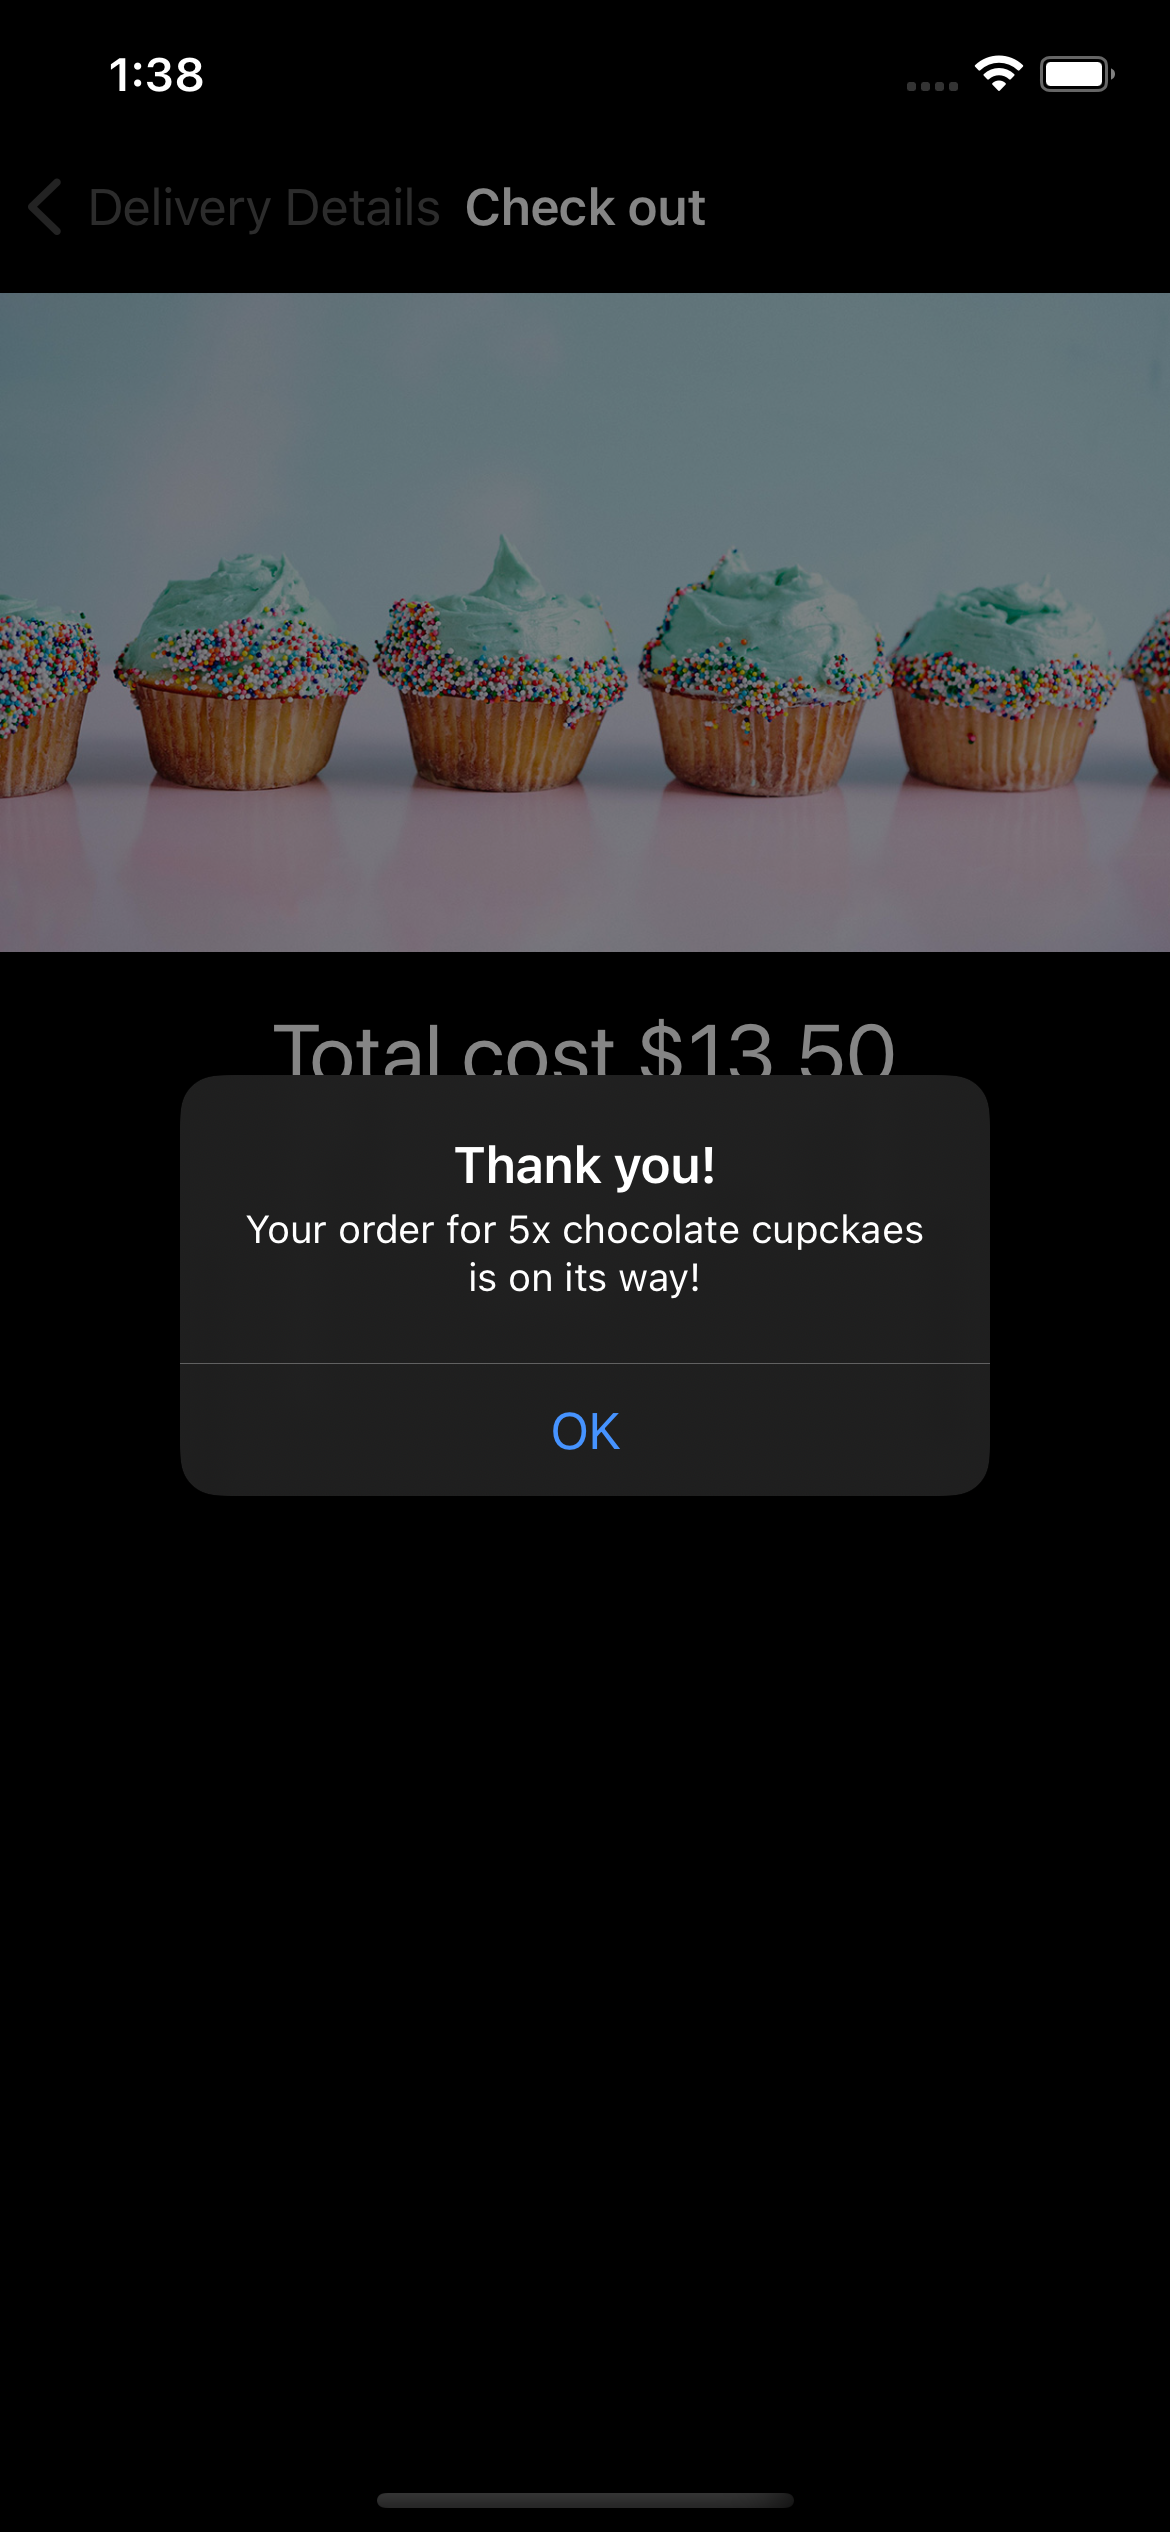 1:38
Delivery Details Check out
Total cost $13.50
Thank you!
Your order for 5x chocolate cupckaes
is on its way!
OK